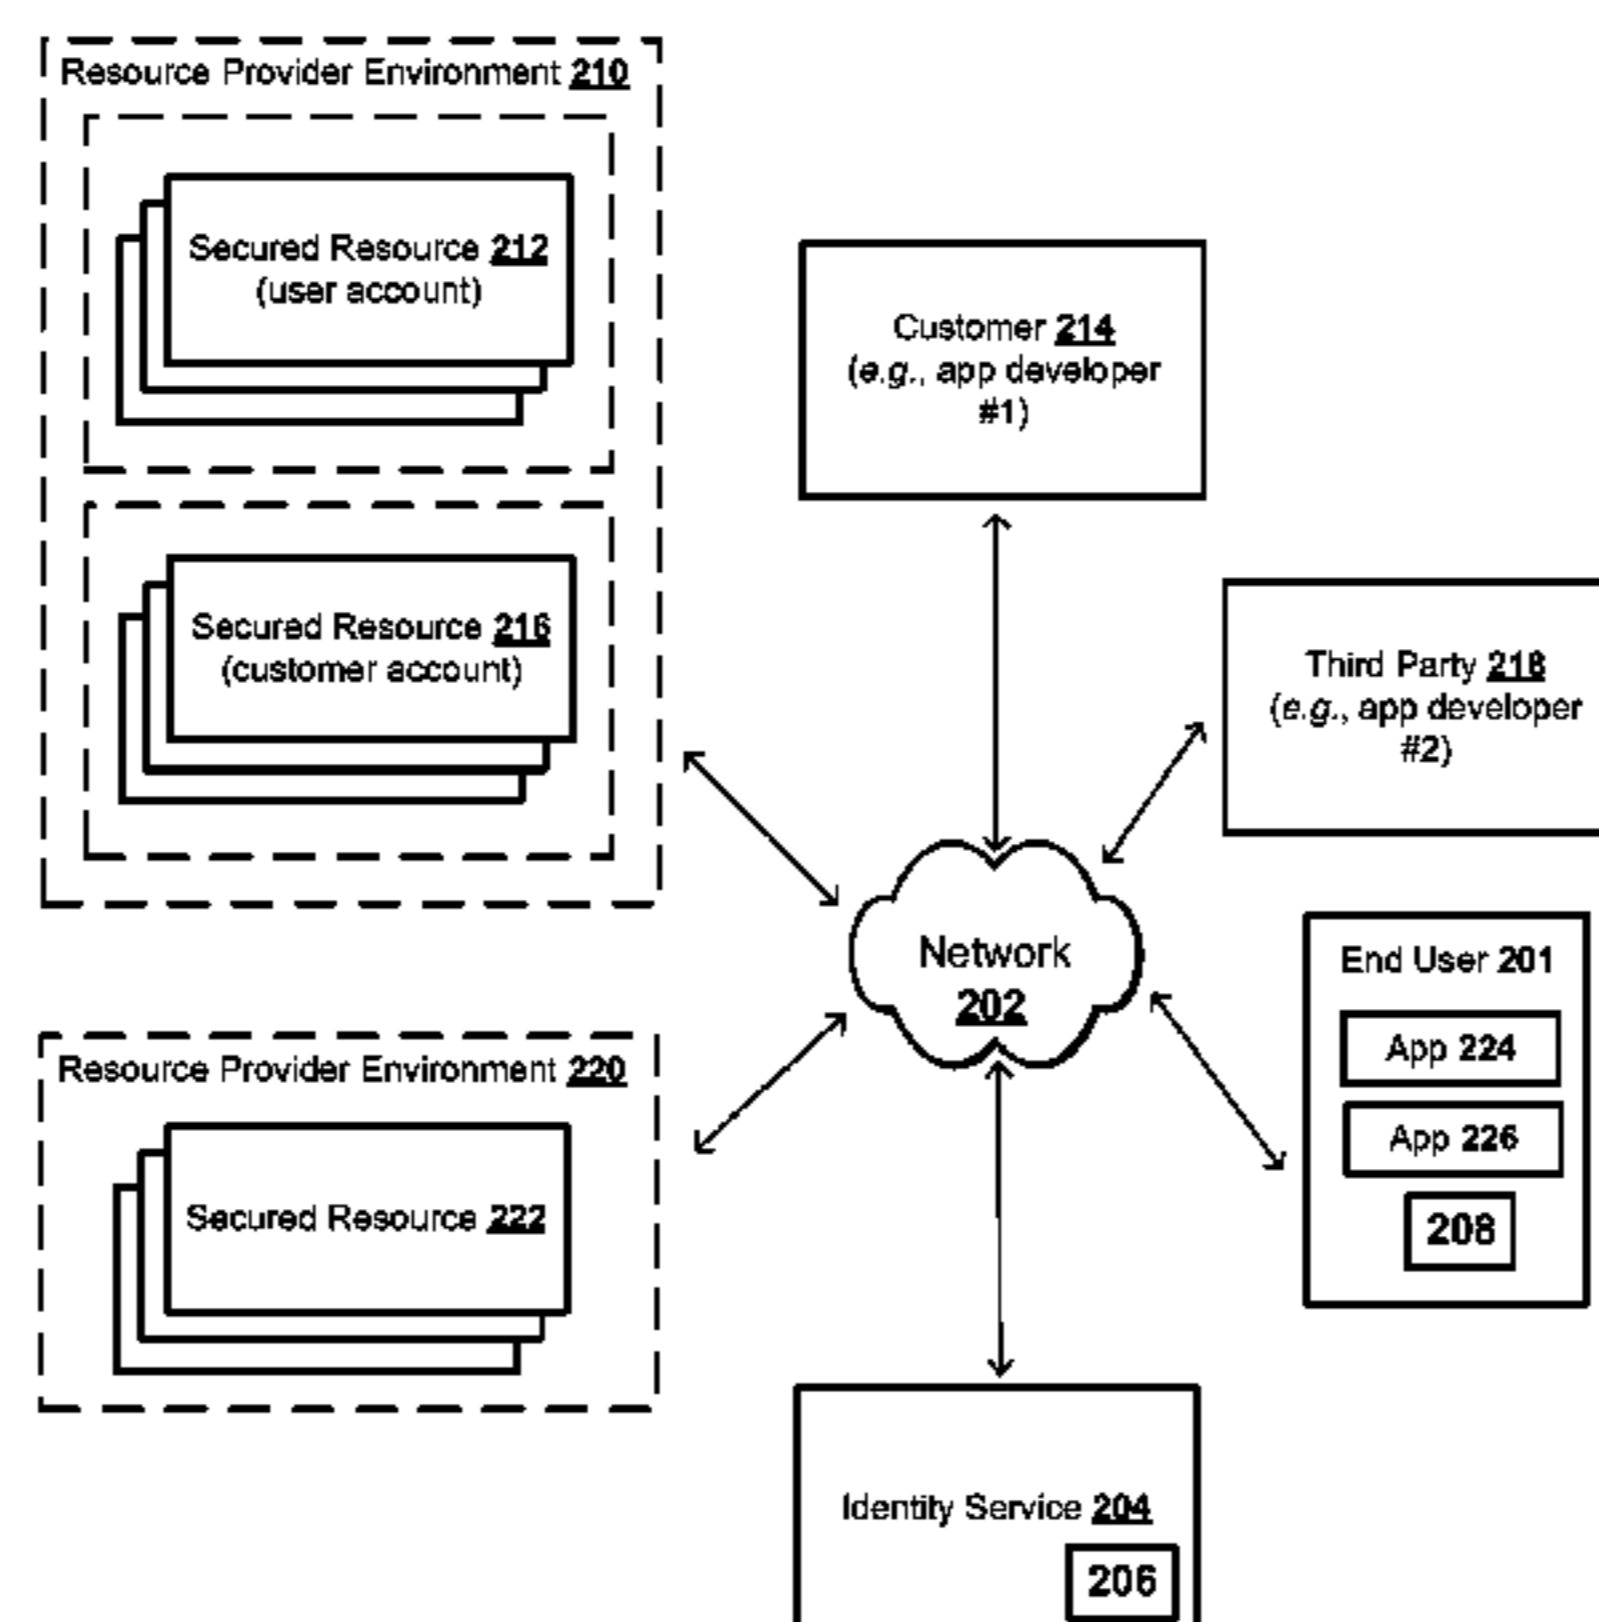 Resource Provider Environment 210
Secured Resource 212
(user account)
Secured Resource 216
(customer account)
Customer 214
(e.g., app developer
#1)
Third Party 218
(e.g., app developer
#2)
Network
202
End User 201
App 224
App 226
208
Resource Provider Environment 220
Secured Resource 222
Identity Service 204
206